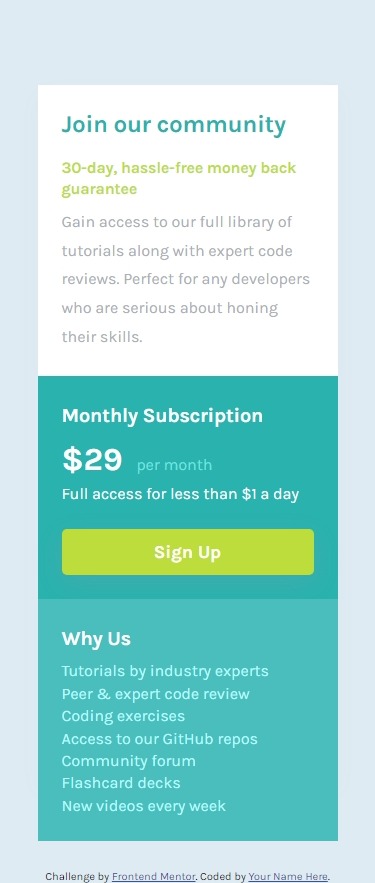 Join our community
30-day, hassle-free money back
guarantee
Gain access to our full library of
tutorials along with expert code
reviews. Perfect for any developers
who are serious about honing
their skills.
Monthly Subscription
$29 per month
Full access for less than $1 a day
Sign Up
Why Us
Tutorials by industry experts
Peer & expert code review
Coding exercises
Access to our GitHub repos
Community forum
Flashcard decks
New videos every week
Challenge by Frontend Mentor. Coded by Your Name Here.